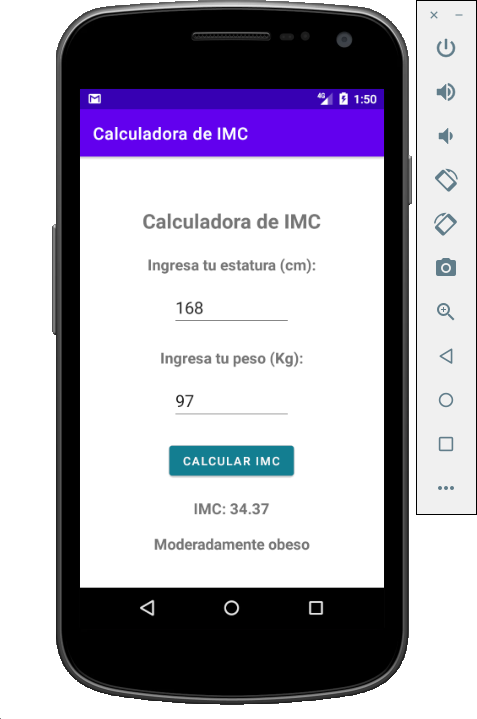 4G 1:50
Calculadora de IMC
Calculadora de IMC
Ingresa tu estatura (cm):
168
Ingresa tu peso (Kg):
97
CALCULAR IMC
IMC: 34.37
Moderadamente obeso